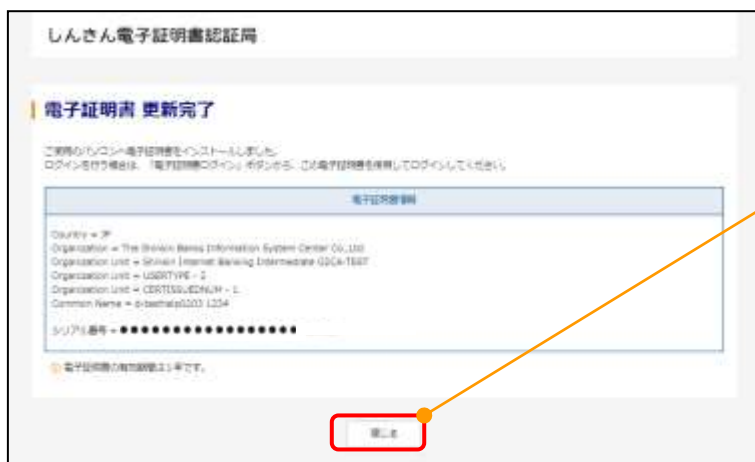 しんきん電子証明書認証局
電子証明書 更新完了
ご使用のパソコンへ電子証明書をインストールしました。
ログインを行う場合は、「電子証明書ログイン」ボタンから、この電子証明書を使用してログインしてください。
電子証明書情報
Country = JP
Organization = The Shinkin Banks Information System Center Co.,Ltd
Organization Unit = Shinkin Internet Banking Intermediate G2CA-TEST
Organization Unit = USERTYPE - 2
Organization Unit = CERTISSUEDNUM - 1
Common Name = 1234
シリアル番号 = ●●●●●●●●●●●●●●●●●
電子証明書の有効期間は1年です。
閉じる